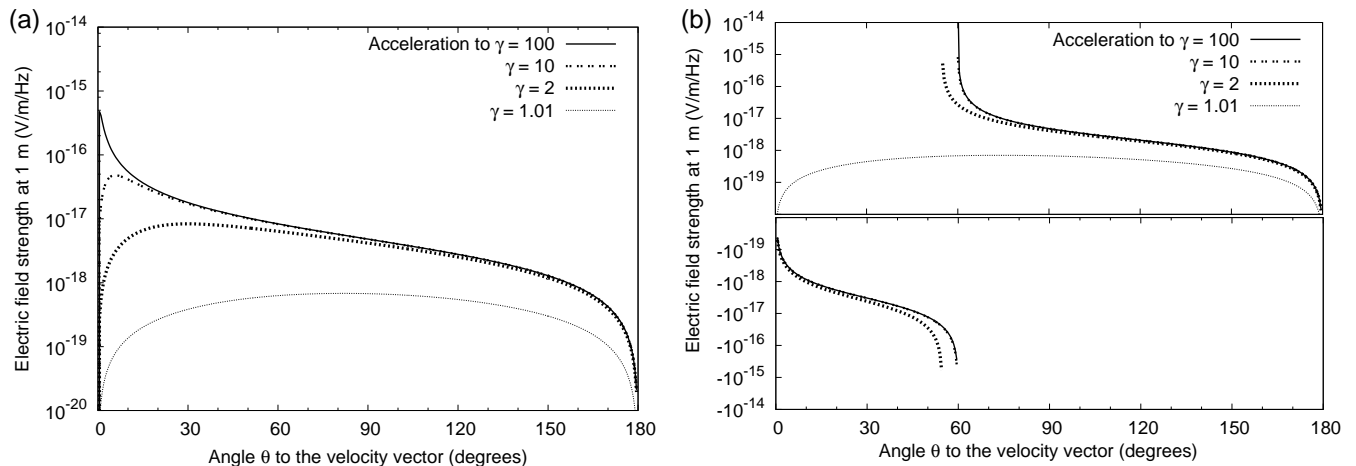 (a)
Electric field strength at 1 m (V/m/Hz)
10⁻¹⁴
10⁻¹⁵
10⁻¹⁶
10⁻¹⁷
10⁻¹⁸
10⁻¹⁹
10⁻²⁰
Acceleration to γ = 100
γ = 10
γ = 2
γ = 1.01
0 30 60 90 120 150 180
Angle θ to the velocity vector (degrees)
(b)
Electric field strength at 1 m (V/m/Hz)
10⁻¹⁴
10⁻¹⁵
10⁻¹⁶
10⁻¹⁷
10⁻¹⁸
10⁻¹⁹
Acceleration to γ = 100
γ = 10
γ = 2
γ = 1.01
-10⁻¹⁹
-10⁻¹⁸
-10⁻¹⁷
-10⁻¹⁶
-10⁻¹⁵
-10⁻¹⁴
0 30 60 90 120 150 180
Angle θ to the velocity vector (degrees)